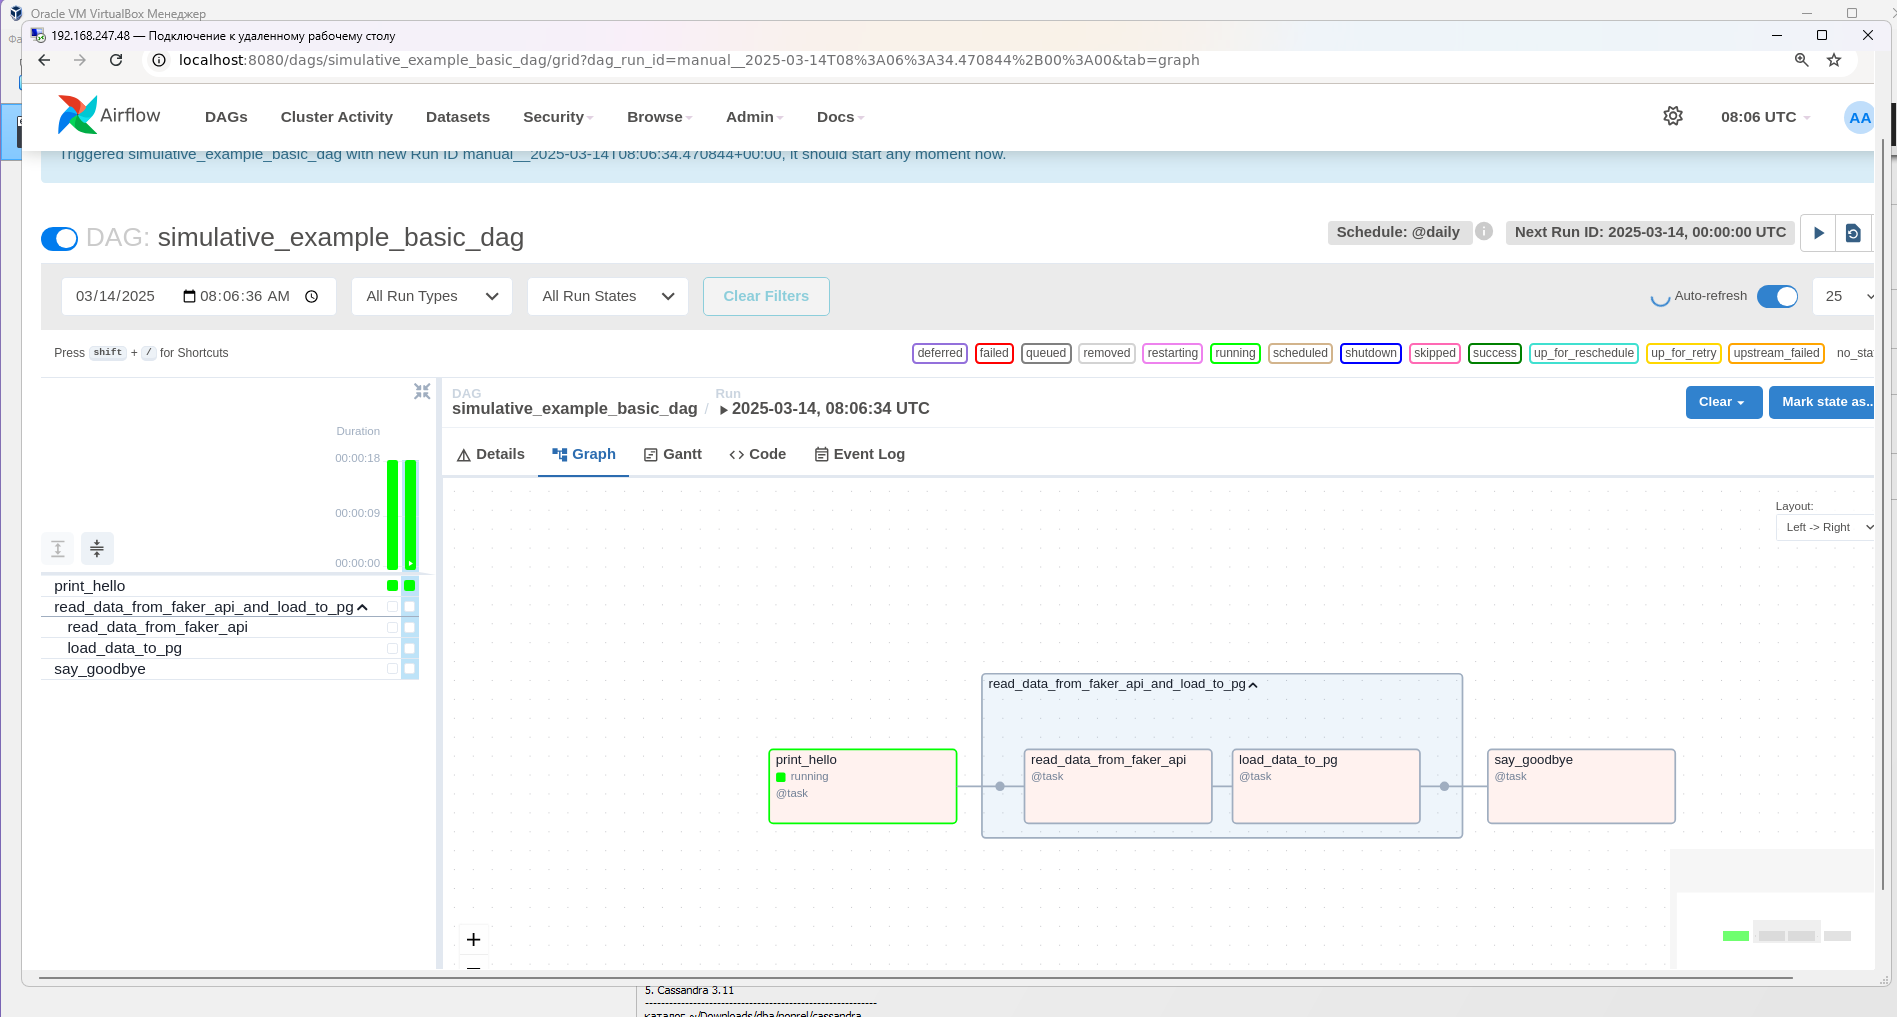 Oracle VM VirtualBox Менеджер
192.168.247.48 — Подключение к удаленному рабочему столу
localhost:8080/dags/simulative_example_basic_dag/grid?dag_run_id=manual__2025-03-14T08%3A06%3A34.470844%2B00%3A00&tab=graph
Airflow DAGs Cluster Activity Datasets Security Browse Admin Docs 08:06 UTC AA
Triggered simulative_example_basic_dag with new Run ID manual__2025-03-14T08:06:34.470844+00:00, it should start any moment now.
DAG: simulative_example_basic_dag
Schedule: @daily i Next Run ID: 2025-03-14, 00:00:00 UTC
03/14/2025 08:06:36 AM All Run Types All Run States Clear Filters Auto-refresh 25
Press shift + / for Shortcuts
deferred failed queued removed restarting running scheduled shutdown skipped success up_for_reschedule up_for_retry upstream_failed no_sta
Duration
00:00:18
00:00:09
00:00:00
print_hello
read_data_from_faker_api_and_load_to_pg
read_data_from_faker_api
load_data_to_pg
say_goodbye
DAG Run
simulative_example_basic_dag / 2025-03-14, 08:06:34 UTC
Clear Mark state as..
Details Graph Gantt Code Event Log
Layout:
Left -> Right
read_data_from_faker_api_and_load_to_pg
print_hello
running
@task
read_data_from_faker_api
@task
load_data_to_pg
@task
say_goodbye
@task
+
5. Cassandra 3.11
----------------------------------------------------------
каталог ~/Downloads/dba/nonrel/cassandra